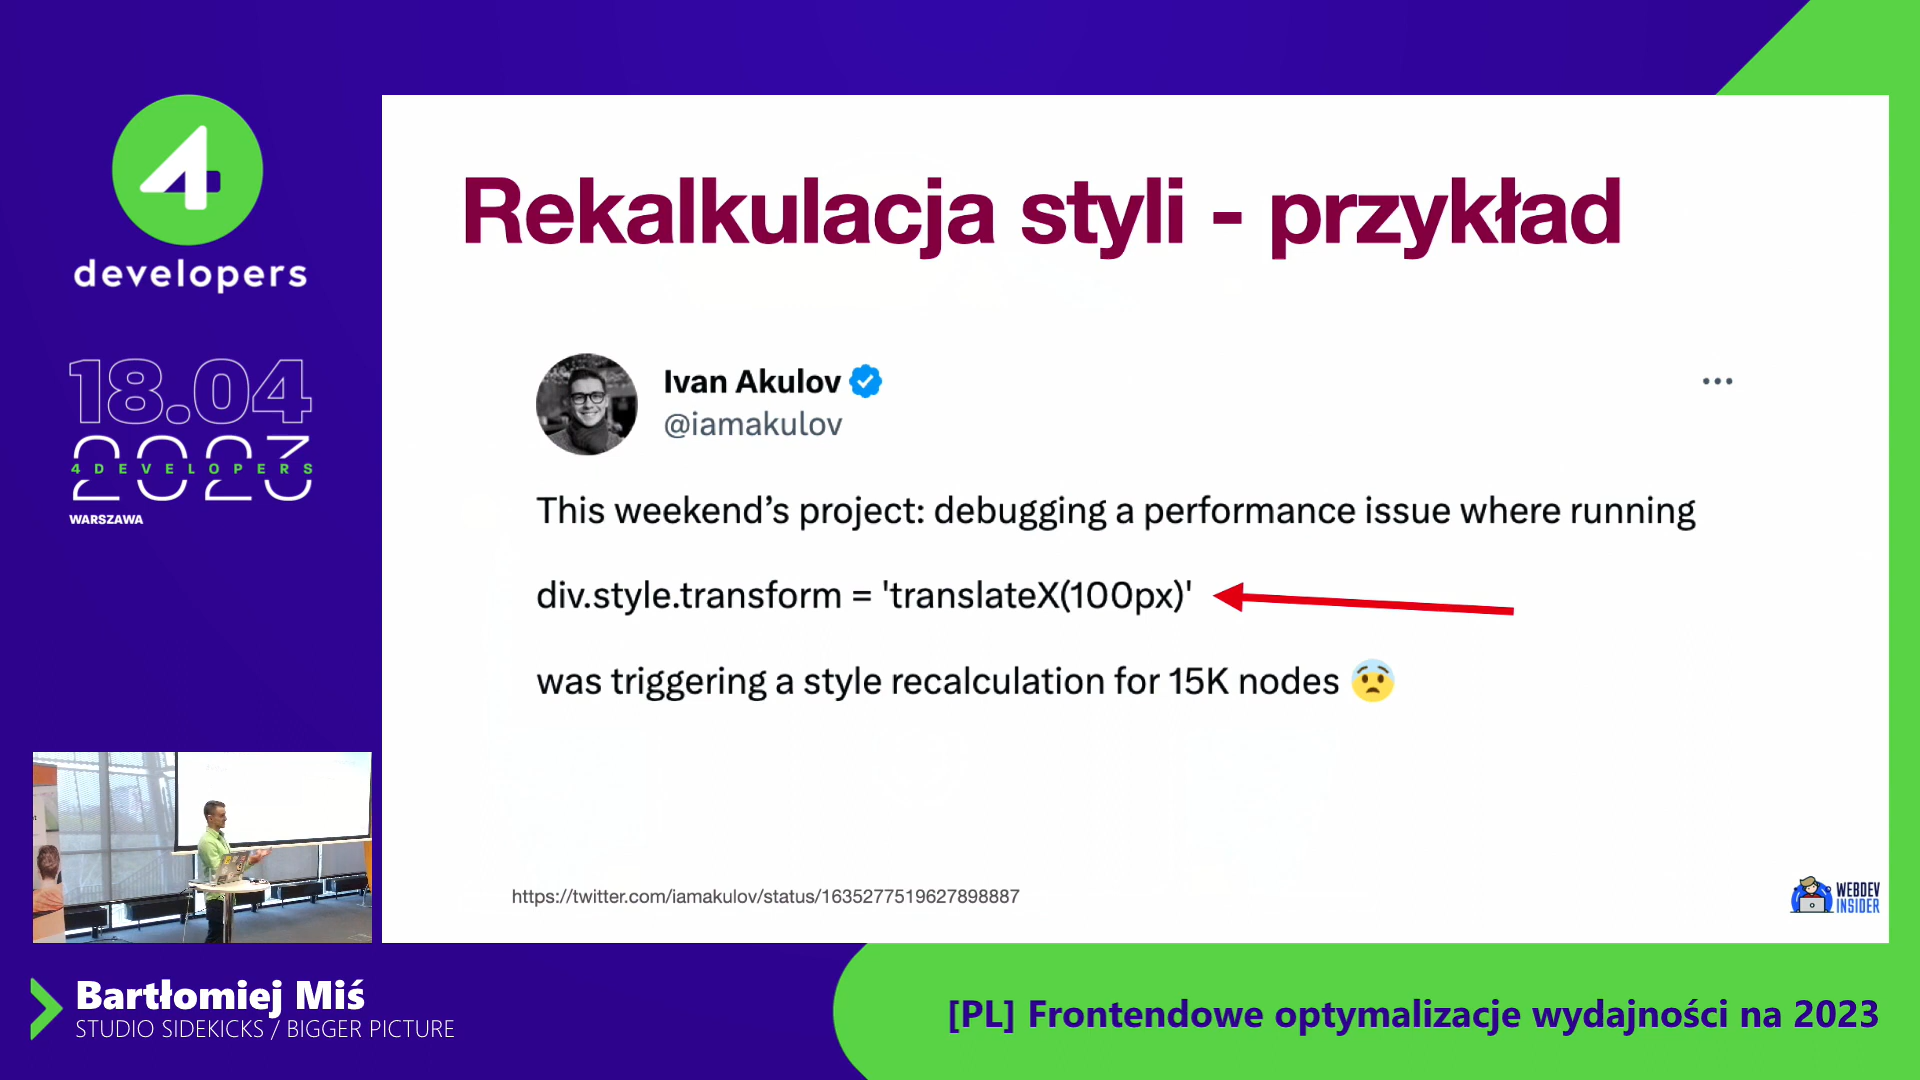 4
developers
18.04
2023
4DEVELOPERS
WARSZAWA
Rekalkulacja styli - przykład
Ivan Akulov
@iamakulov
This weekend’s project: debugging a performance issue where running
div.style.transform = 'translateX(100px)'
was triggering a style recalculation for 15K nodes 😟
https://twitter.com/iamakulov/status/1635277519627898887
WEBDEV
INSIDER
Bartłomiej Miś
STUDIO SIDEKICKS / BIGGER PICTURE
[PL] Frontendowe optymalizacje wydajności na 2023